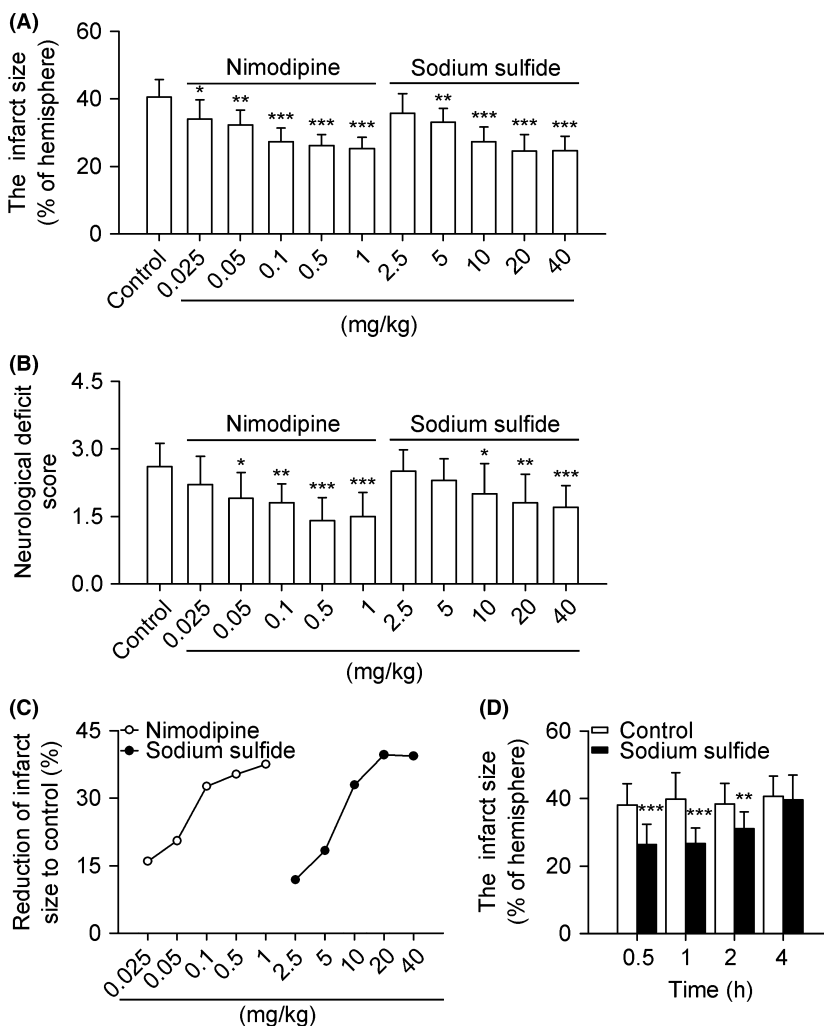 (A)
The infarct size
(% of hemisphere)
60
40
20
0
Nimodipine
Sodium sulfide
* ** *** *** *** ** *** *** ***
Control 0.025 0.05 0.1 0.5 1 2.5 5 10 20 40
(mg/kg)
(B)
Neurological deficit
score
4.5
3.0
1.5
0.0
Nimodipine
Sodium sulfide
* ** *** *** * ** ***
Control 0.025 0.05 0.1 0.5 1 2.5 5 10 20 40
(mg/kg)
(C)
Reduction of infarct
size to control (%)
45
30
15
0
Nimodipine
Sodium sulfide
0.025 0.05 0.1 0.5 1 2.5 5 10 20 40
(mg/kg)
(D)
The infarct size
(% of hemisphere)
60
40
20
0
Control
Sodium sulfide
*** *** **
0.5 1 2 4
Time (h)